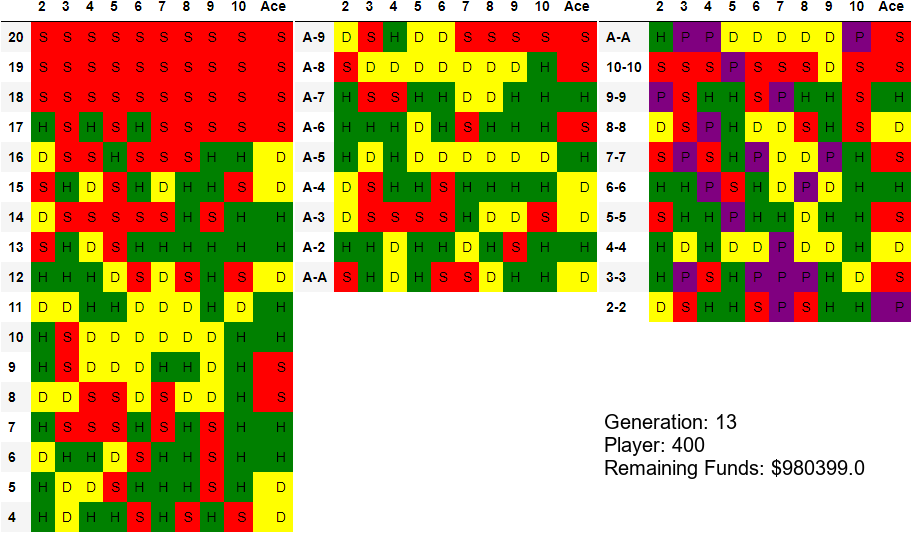 2 3 4 5 6 7 8 9 10 Ace
20 S S S S S S S S S S
19 S S S S S S S S S S
18 S S S S S S S S S S
17 H S H S H S S S S S
16 D S S H S S S H H D
15 S H D S H D H H S D
14 D S S S S S H S H H
13 S H D S H H H H H H
12 H H H D S D S H S D
11 D D H H D D D H D H
10 H S D D D D D D H H
9 H S D D D H H D H S
8 D D S S D S D D H S
7 H S S S H S H S H H
6 D H H D S H H S H H
5 H D D S H H H S H D
4 H D H H S H S H S D
2 3 4 5 6 7 8 9 10 Ace
A-9 D S H D D S S S S S
A-8 S D D D D D D D H S
A-7 H S S H H D D H H H
A-6 H H H D H S H H H S
A-5 H D H D D D D D D H
A-4 D S H H S H H H H D
A-3 D S S S S H D D S D
A-2 H H D H H D H S H H
A-A S H D H S S D H H D
2 3 4 5 6 7 8 9 10 Ace
A-A H P P D D D D D P S
10-10 S S S P S S S D S S
9-9 P S H H S P H H S H
8-8 D S P H D D S H S D
7-7 S P S H P D D P H S
6-6 H H P S H D P D H H
5-5 S H H P H H D H H S
4-4 H D H D D P D D H D
3-3 H P S H P P P H D S
2-2 D S H H S P S H H P
Generation: 13
Player: 400
Remaining Funds: $980399.0